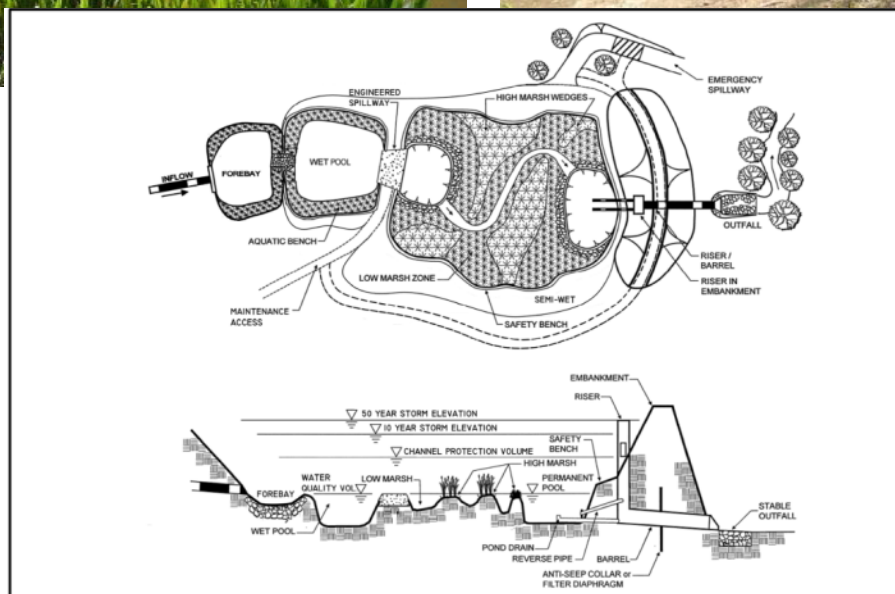 ENGINEERED
SPILLWAY
HIGH MARSH WEDGES
EMERGENCY
SPILLWAY
INFLOW
FOREBAY
WET POOL
AQUATIC BENCH
OUTFALL
LOW MARSH ZONE
SEMI-WET
RISER /
BARREL
RISER IN
EMBANKMENT
MAINTENANCE
ACCESS
SAFETY BENCH
EMBANKMENT
RISER
50 YEAR STORM ELEVATION
10 YEAR STORM ELEVATION
SAFETY
BENCH
CHANNEL PROTECTION VOLUME
HIGH MARSH
WATER
QUALITY VOL
LOW MARSH
PERMANENT
POOL
FOREBAY
WET POOL
STABLE
OUTFALL
POND DRAIN
REVERSE PIPE
BARREL
ANTI-SEEP COLLAR or
FILTER DIAPHRAGM